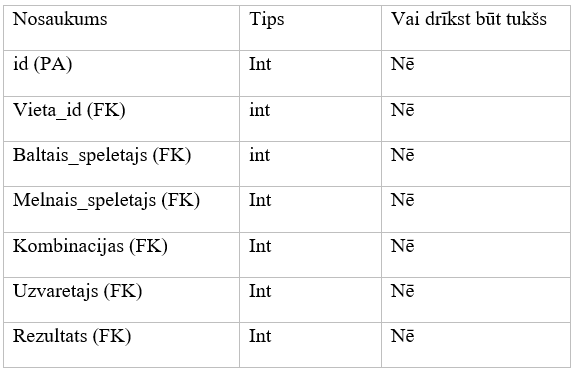 Nosaukums Tips Vai drīkst būt tukšs
id (PA) Int Nē
Vieta_id (FK) int Nē
Baltais_speletajs (FK) int Nē
Melnais_speletajs (FK) Int Nē
Kombinacijas (FK) Int Nē
Uzvaretajs (FK) Int Nē
Rezultats (FK) Int Nē